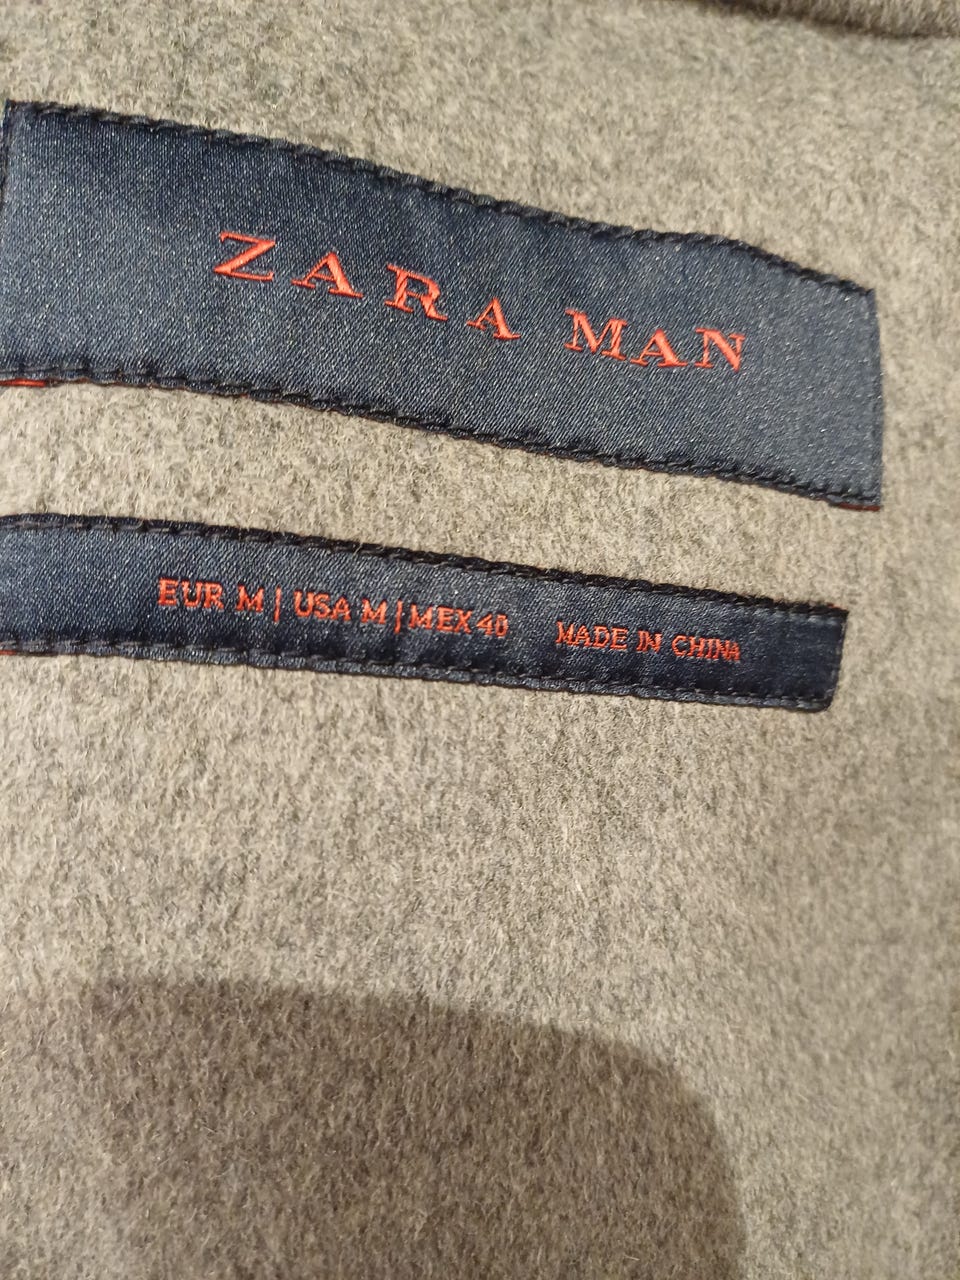 ZARA MAN
EUR M | USA M | MEX 40 MADE IN CHINA